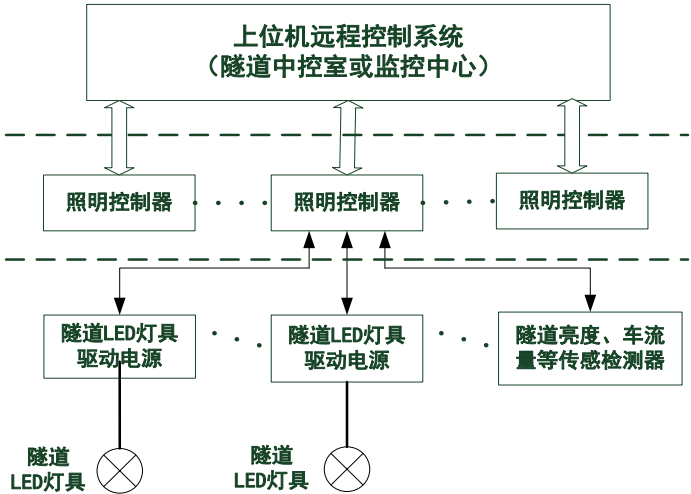 上位机远程控制系统
（隧道中控室或监控中心）
照明控制器
照明控制器
照明控制器
隧道LED灯具
驱动电源
隧道LED灯具
驱动电源
隧道亮度、车流
量等传感检测器
隧道
LED灯具
隧道
LED灯具